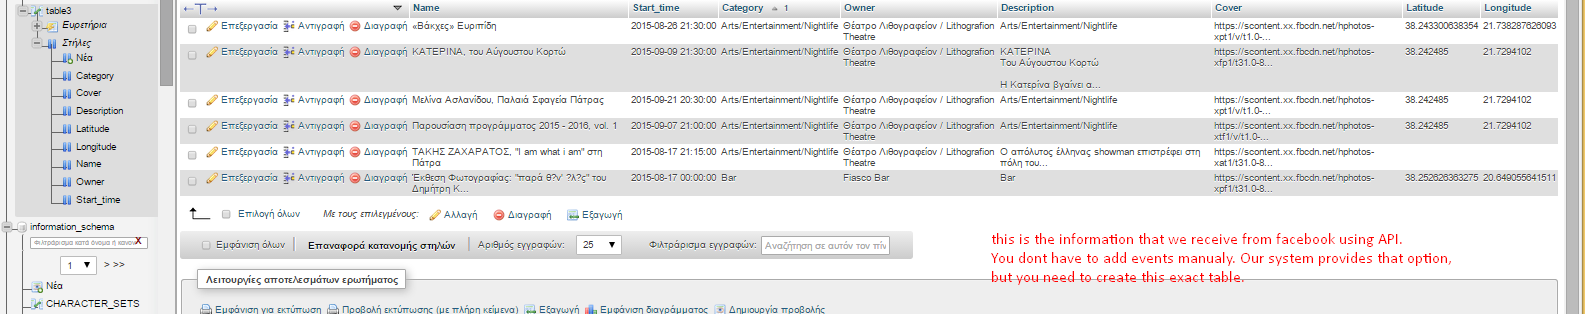 table3
Ευρετήρια
Στήλες
Νέα
Category
Cover
Description
Latitude
Longitude
Name
Owner
Start_time
information_schema
Φιλτράρισμα κατά όνομα ή κανον X
1 > >>
Νέα
CHARACTER_SETS
←T→ Name Start_time Category 1 Owner Description Cover Latitude Longitude
Επεξεργασία Αντιγραφή Διαγραφή «Βάκχες» Ευριπίδη 2015-08-26 21:30:00 Arts/Entertainment/Nightlife Θέατρο Λιθογραφείον / Lithografion Theatre Arts/Entertainment/Nightlife https://scontent.xx.fbcdn.net/hphotos-xpt1/v/t1.0-... 38.243300638354 21.738287626093
Επεξεργασία Αντιγραφή Διαγραφή ΚΑΤΕΡΙΝΑ, του Αύγουστου Κορτώ 2015-09-09 21:30:00 Arts/Entertainment/Nightlife Θέατρο Λιθογραφείον / Lithografion Theatre ΚΑΤΕΡΙΝΑ
Του Αύγουστου Κορτώ
Η Κατερίνα βγαίνει α... https://scontent.xx.fbcdn.net/hphotos-xfp1/t31.0-8... 38.242485 21.7294102
Επεξεργασία Αντιγραφή Διαγραφή Μελίνα Ασλανίδου, Παλαιά Σφαγεία Πάτρας 2015-09-21 20:30:00 Arts/Entertainment/Nightlife Θέατρο Λιθογραφείον / Lithografion Theatre Arts/Entertainment/Nightlife https://scontent.xx.fbcdn.net/hphotos-xpt1/v/t1.0-... 38.242485 21.7294102
Επεξεργασία Αντιγραφή Διαγραφή Παρουσίαση προγράμματος 2015 - 2016, vol. 1 2015-09-07 21:00:00 Arts/Entertainment/Nightlife Θέατρο Λιθογραφείον / Lithografion Theatre Arts/Entertainment/Nightlife https://scontent.xx.fbcdn.net/hphotos-xtf1/v/t1.0-... 38.242485 21.7294102
Επεξεργασία Αντιγραφή Διαγραφή ΤΑΚΗΣ ΖΑΧΑΡΑΤΟΣ, "I am what i am" στη Πάτρα 2015-08-17 21:15:00 Arts/Entertainment/Nightlife Θέατρο Λιθογραφείον / Lithografion Theatre Ο απόλυτος έλληνας showman επιστρέφει στη πόλη του... https://scontent.xx.fbcdn.net/hphotos-xat1/t31.0-8...
Επεξεργασία Αντιγραφή Διαγραφή Έκθεση Φωτογραφίας: "παρά θ?ν' ?λ?ς" του Δημήτρη Κ... 2015-08-17 00:00:00 Bar Fiasco Bar Bar https://scontent.xx.fbcdn.net/hphotos-xpf1/t31.0-8... 38.252626363275 20.649055641511
Επιλογή όλων Με τους επιλεγμένους: Αλλαγή Διαγραφή Εξαγωγή
Εμφάνιση όλων Επαναφορά κατανομής στηλών Αριθμός εγγραφών: 25 Φιλτράρισμα εγγραφών: Αναζήτηση σε αυτόν τον πίν
this is the information that we receive from facebook using API.
You dont have to add events manualy. Our system provides that option,
but you need to create this exact table.
Λειτουργίες αποτελεσμάτων ερωτήματος
Εμφάνιση για εκτύπωση Προβολή εκτύπωσης (με πλήρη κείμενα) Εξαγωγή Εμφάνιση διαγράμματος Δημιουργία προβολής